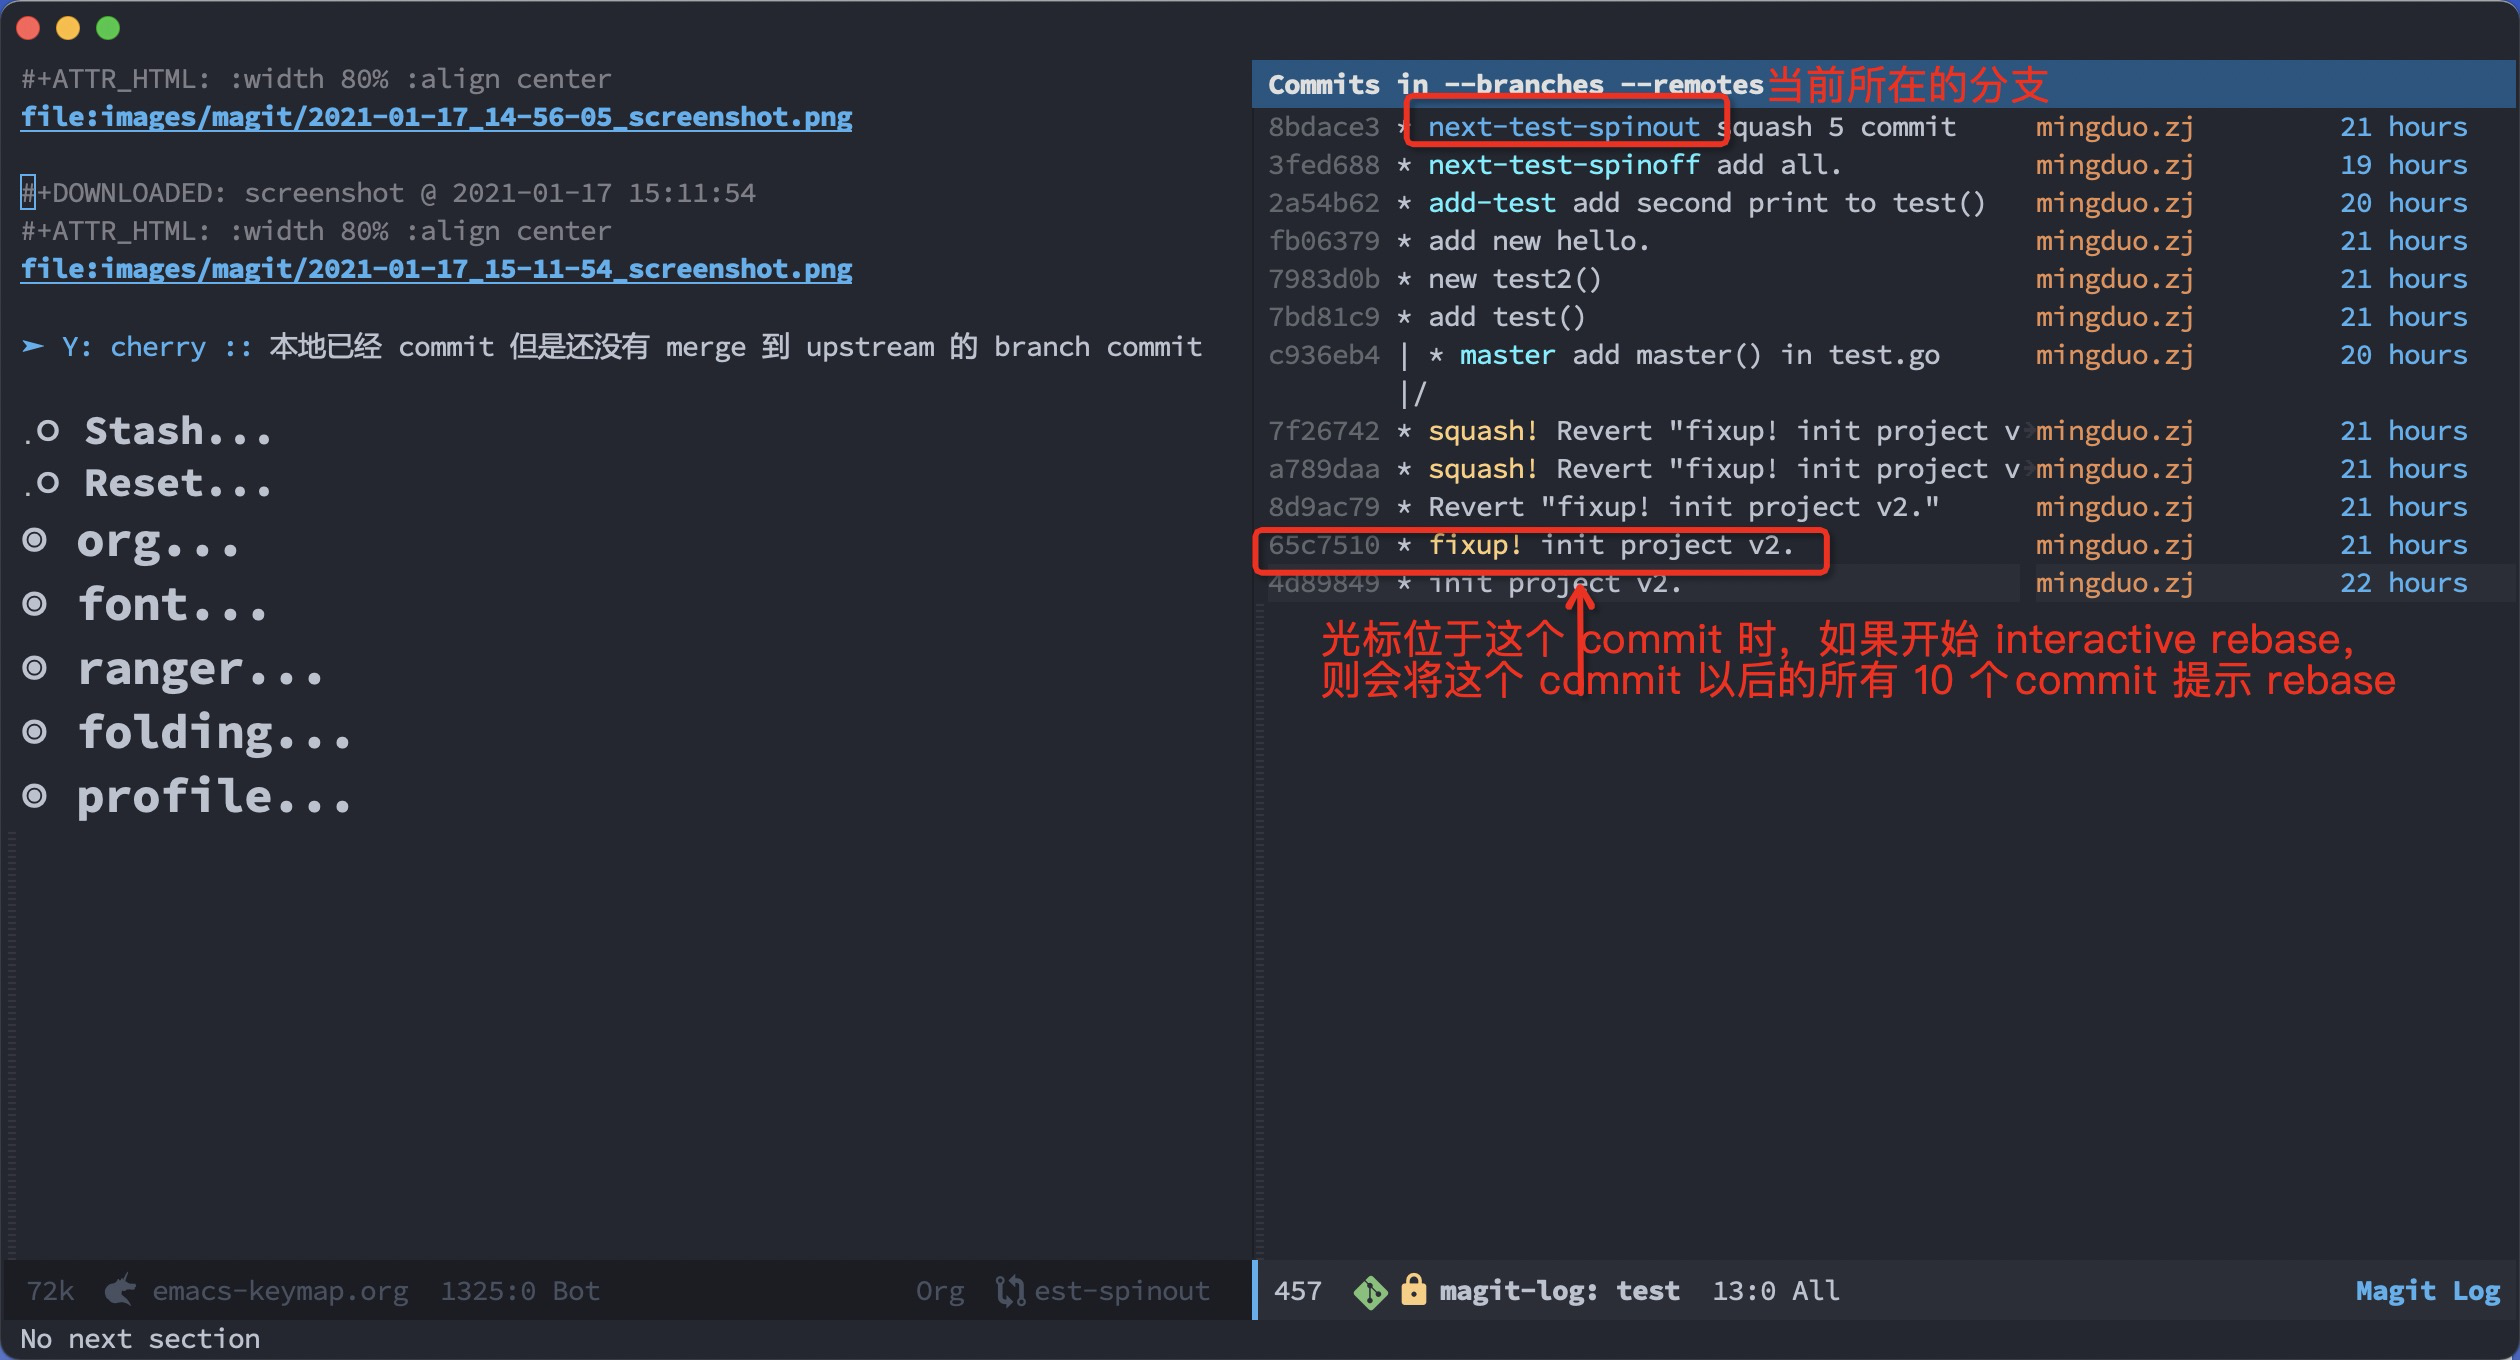 #+ATTR_HTML: :width 80% :align center
file:images/magit/2021-01-17_14-56-05_screenshot.png
#+DOWNLOADED: screenshot @ 2021-01-17 15:11:54
#+ATTR_HTML: :width 80% :align center
file:images/magit/2021-01-17_15-11-54_screenshot.png
➤ Y: cherry :: 本地已经 commit 但是还没有 merge 到 upstream 的 branch commit
Stash...
Reset...
org...
font...
ranger...
folding...
profile...
72k emacs-keymap.org 1325:0 Bot Org est-spinout
No next section
Commits in --branches --remotes 当前所在的分支
8bdace3 * next-test-spinout squash 5 commit mingduo.zj 21 hours
3fed688 * next-test-spinoff add all. mingduo.zj 19 hours
2a54b62 * add-test add second print to test() mingduo.zj 20 hours
fb06379 * add new hello. mingduo.zj 21 hours
7983d0b * new test2() mingduo.zj 21 hours
7bd81c9 * add test() mingduo.zj 21 hours
c936eb4 | * master add master() in test.go mingduo.zj 20 hours
|/
7f26742 * squash! Revert "fixup! init project v mingduo.zj 21 hours
a789daa * squash! Revert "fixup! init project v mingduo.zj 21 hours
8d9ac79 * Revert "fixup! init project v2." mingduo.zj 21 hours
65c7510 * fixup! init project v2. mingduo.zj 21 hours
4d89849 * init project v2. mingduo.zj 22 hours
光标位于这个 commit 时，如果开始 interactive rebase，
则会将这个 commit 以后的所有 10 个commit 提示 rebase
457 magit-log: test 13:0 All Magit Log